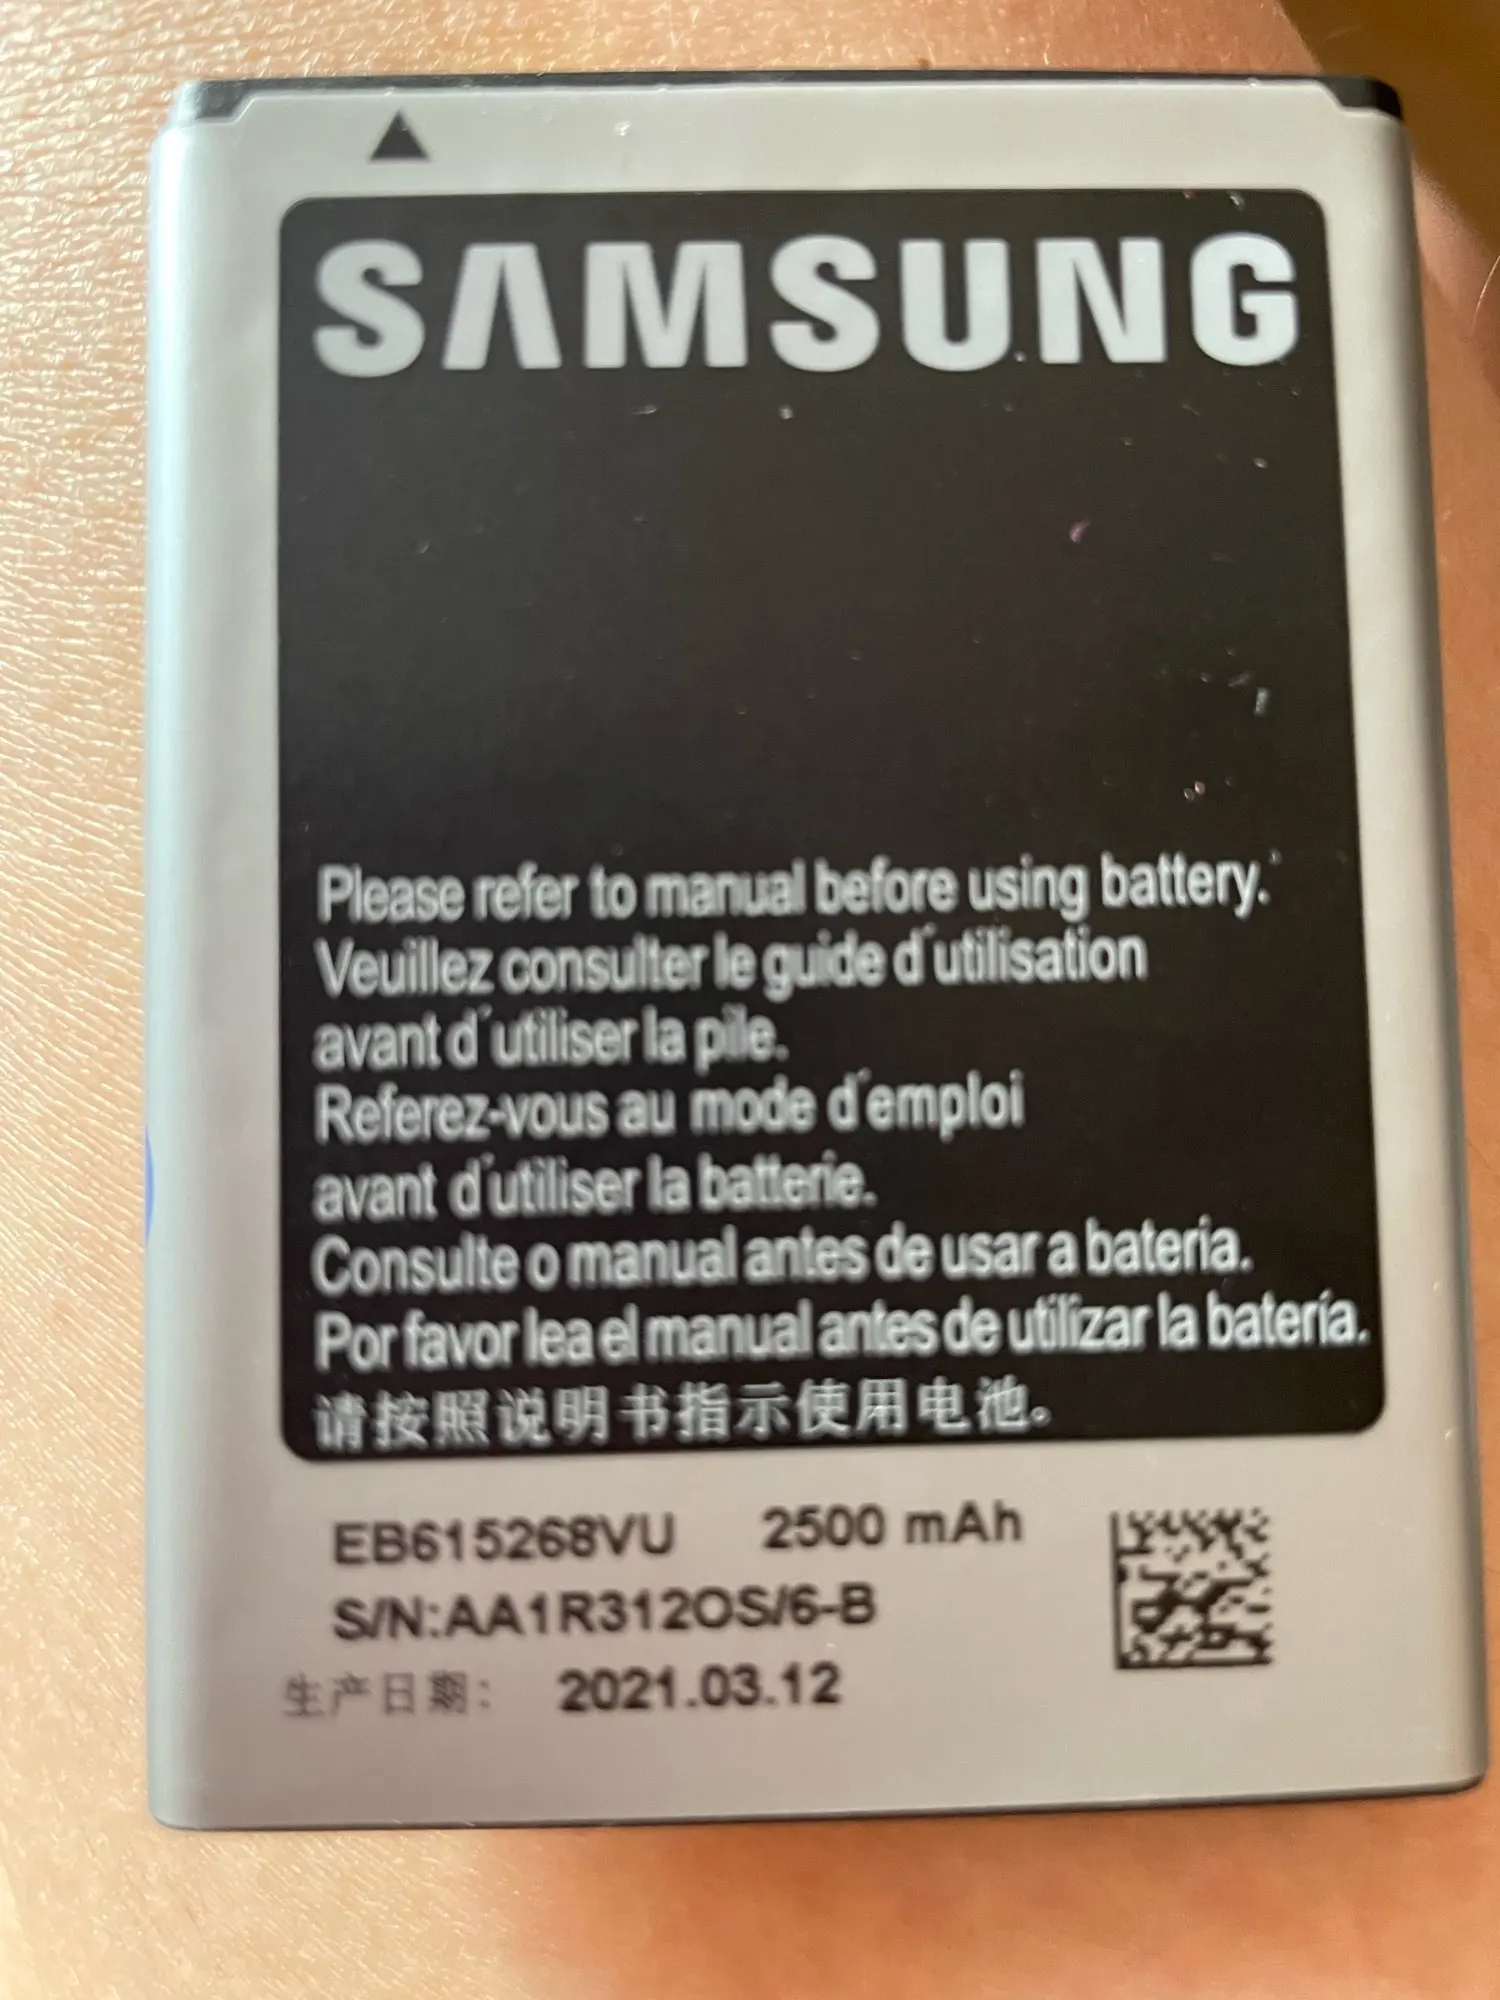 SAMSUNG
Please refer to manual before using battery.
Veuillez consulter le guide d'utilisation
avant d'utiliser la pile.
Referez-vous au mode d'emploi
avant d'utiliser la batterie.
Consulte o manual antes de usar a bateria.
Por favor lea el manual antes de utilizar la batería.
请按照说明书指示使用电池。
EB615268VU 2500 mAh
S/N:AA1R312OS/6-B
生产日期: 2021.03.12